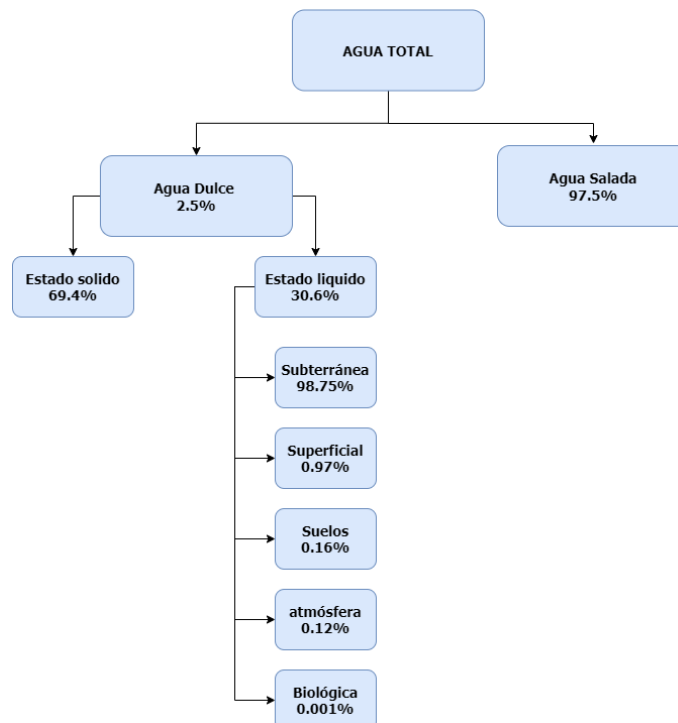 AGUA TOTAL
Agua Dulce
2.5%
Agua Salada
97.5%
Estado solido
69.4%
Estado liquido
30.6%
Subterránea
98.75%
Superficial
0.97%
Suelos
0.16%
atmósfera
0.12%
Biológica
0.001%